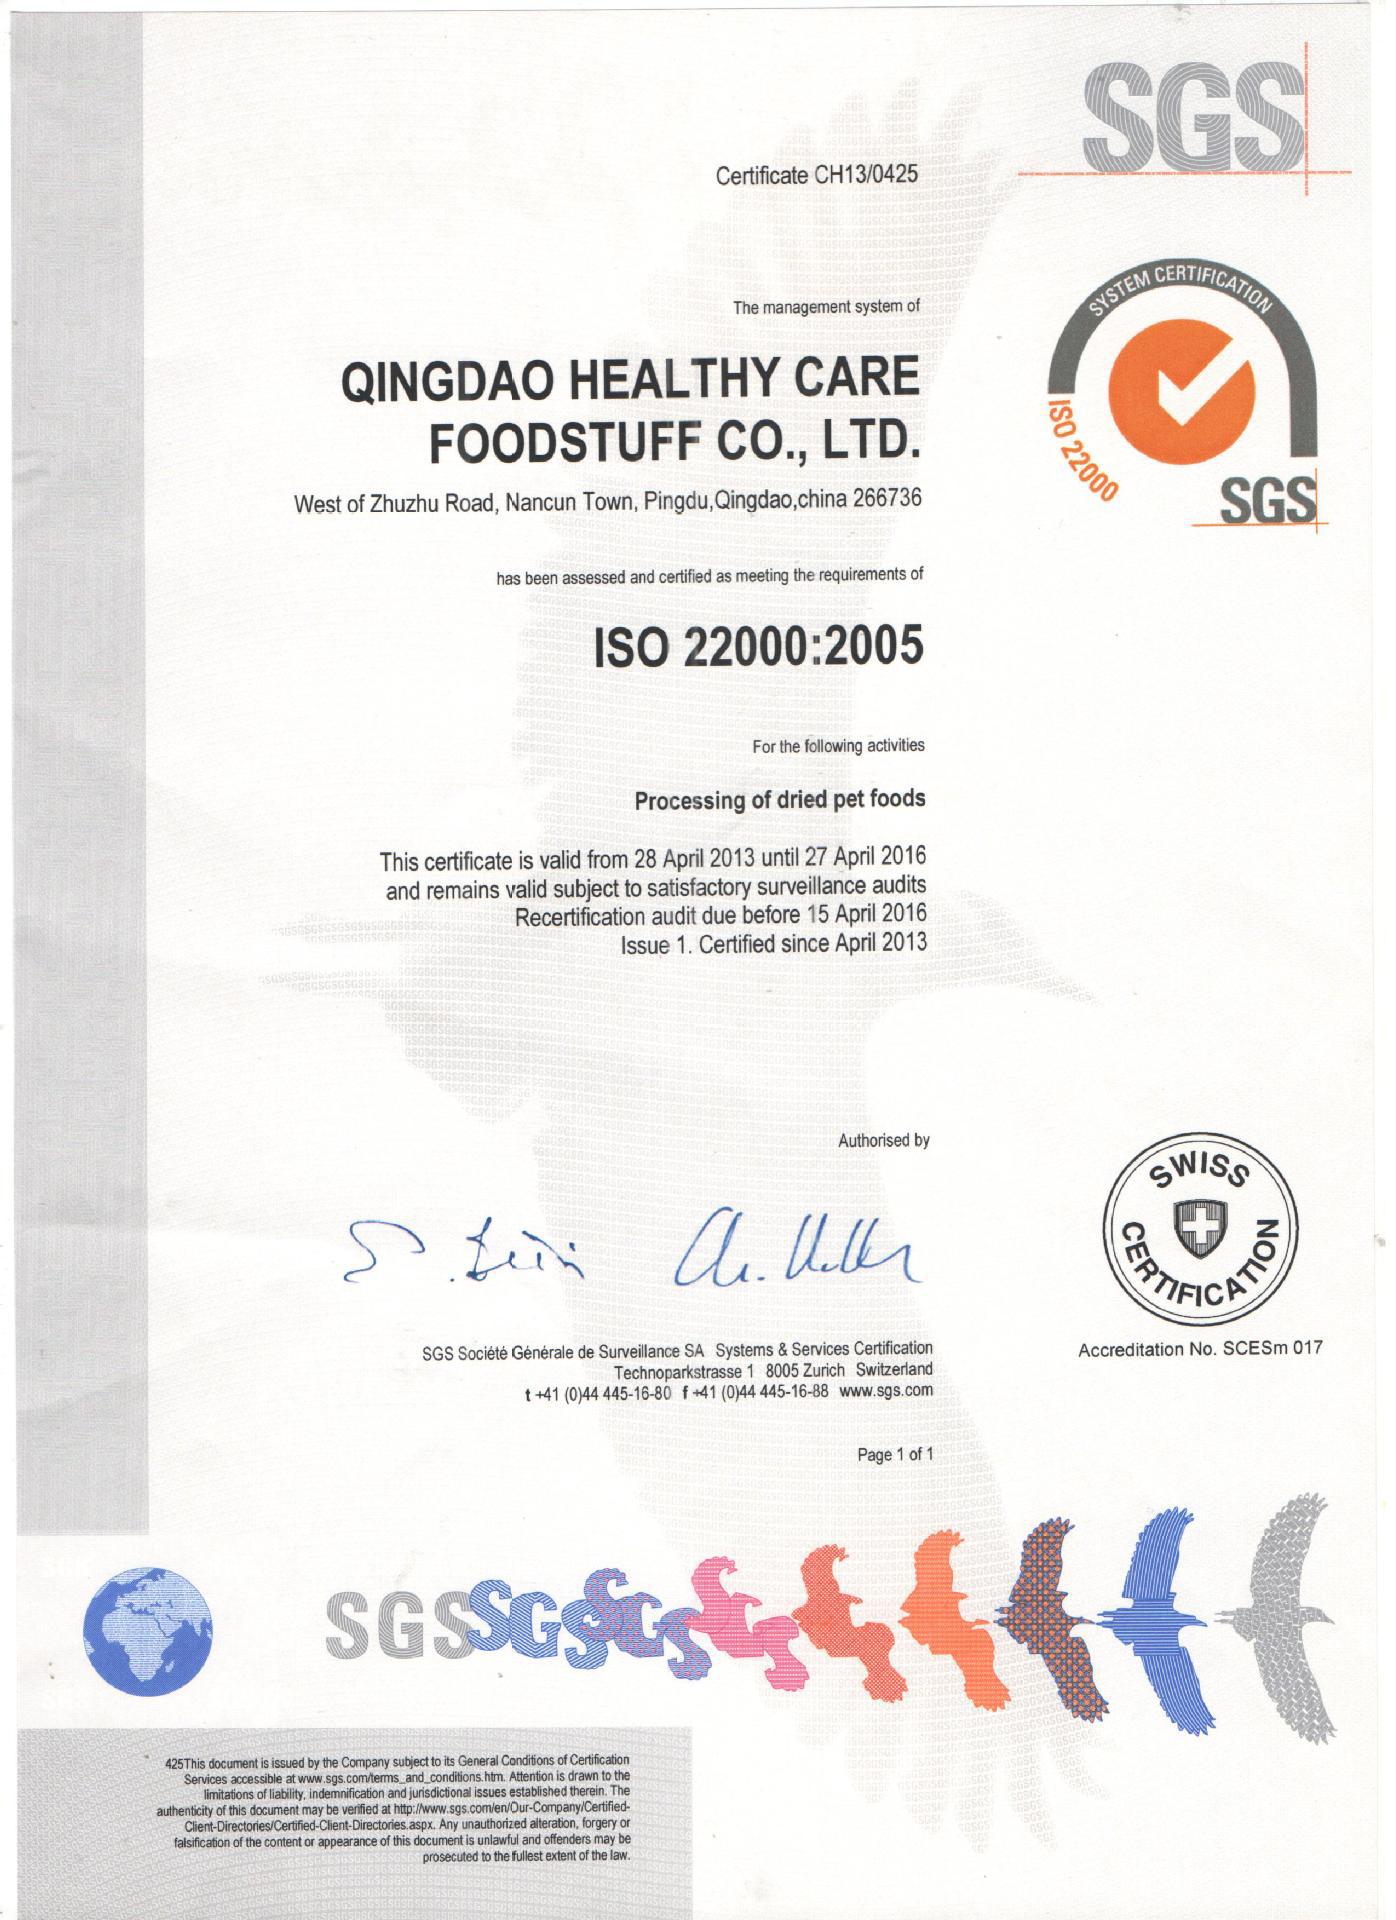 SGS
Certificate CH13/0425
The management system of
SYSTEM CERTIFICATION
ISO 22000
SGS
QINGDAO HEALTHY CARE
FOODSTUFF CO., LTD.
West of Zhuzhu Road, Nancun Town, Pingdu,Qingdao,china 266736
has been assessed and certified as meeting the requirements of
ISO 22000:2005
For the following activities
Processing of dried pet foods
This certificate is valid from 28 April 2013 until 27 April 2016
and remains valid subject to satisfactory surveillance audits
Recertification audit due before 15 April 2016
Issue 1. Certified since April 2013
Authorised by
SWISS
CERTIFICATION
Accreditation No. SCESm 017
SGS Société Générale de Surveillance SA Systems & Services Certification
Technoparkstrasse 1 8005 Zurich Switzerland
t +41 (0)44 445-16-80 f +41 (0)44 445-16-88 www.sgs.com
Page 1 of 1
SGS SGS SGS
425This document is issued by the Company subject to its General Conditions of Certification
Services accessible at www.sgs.com/terms_and_conditions.htm. Attention is drawn to the
limitations of liability, indemnification and jurisdictional issues established therein. The
authenticity of this document may be verified at http://www.sgs.com/en/Our-Company/Certified-
Client-Directories/Certified-Client-Directories.aspx. Any unauthorized alteration, forgery or
falsification of the content or appearance of this document is unlawful and offenders may be
prosecuted to the fullest extent of the law.